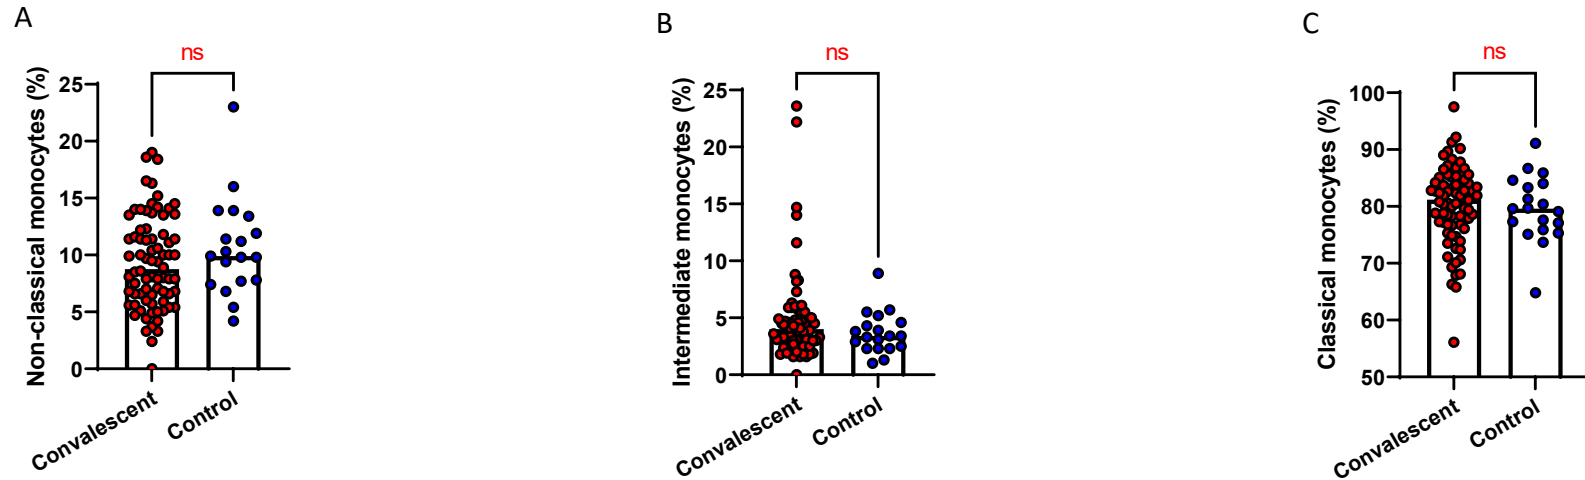 A
ns
Non-classical monocytes (%)
25
20
15
10
5
0
Convalescent
Control
B
ns
Intermediate monocytes (%)
25
20
15
10
5
0
Convalescent
Control
C
ns
Classical monocytes (%)
100
90
80
70
60
50
Convalescent
Control